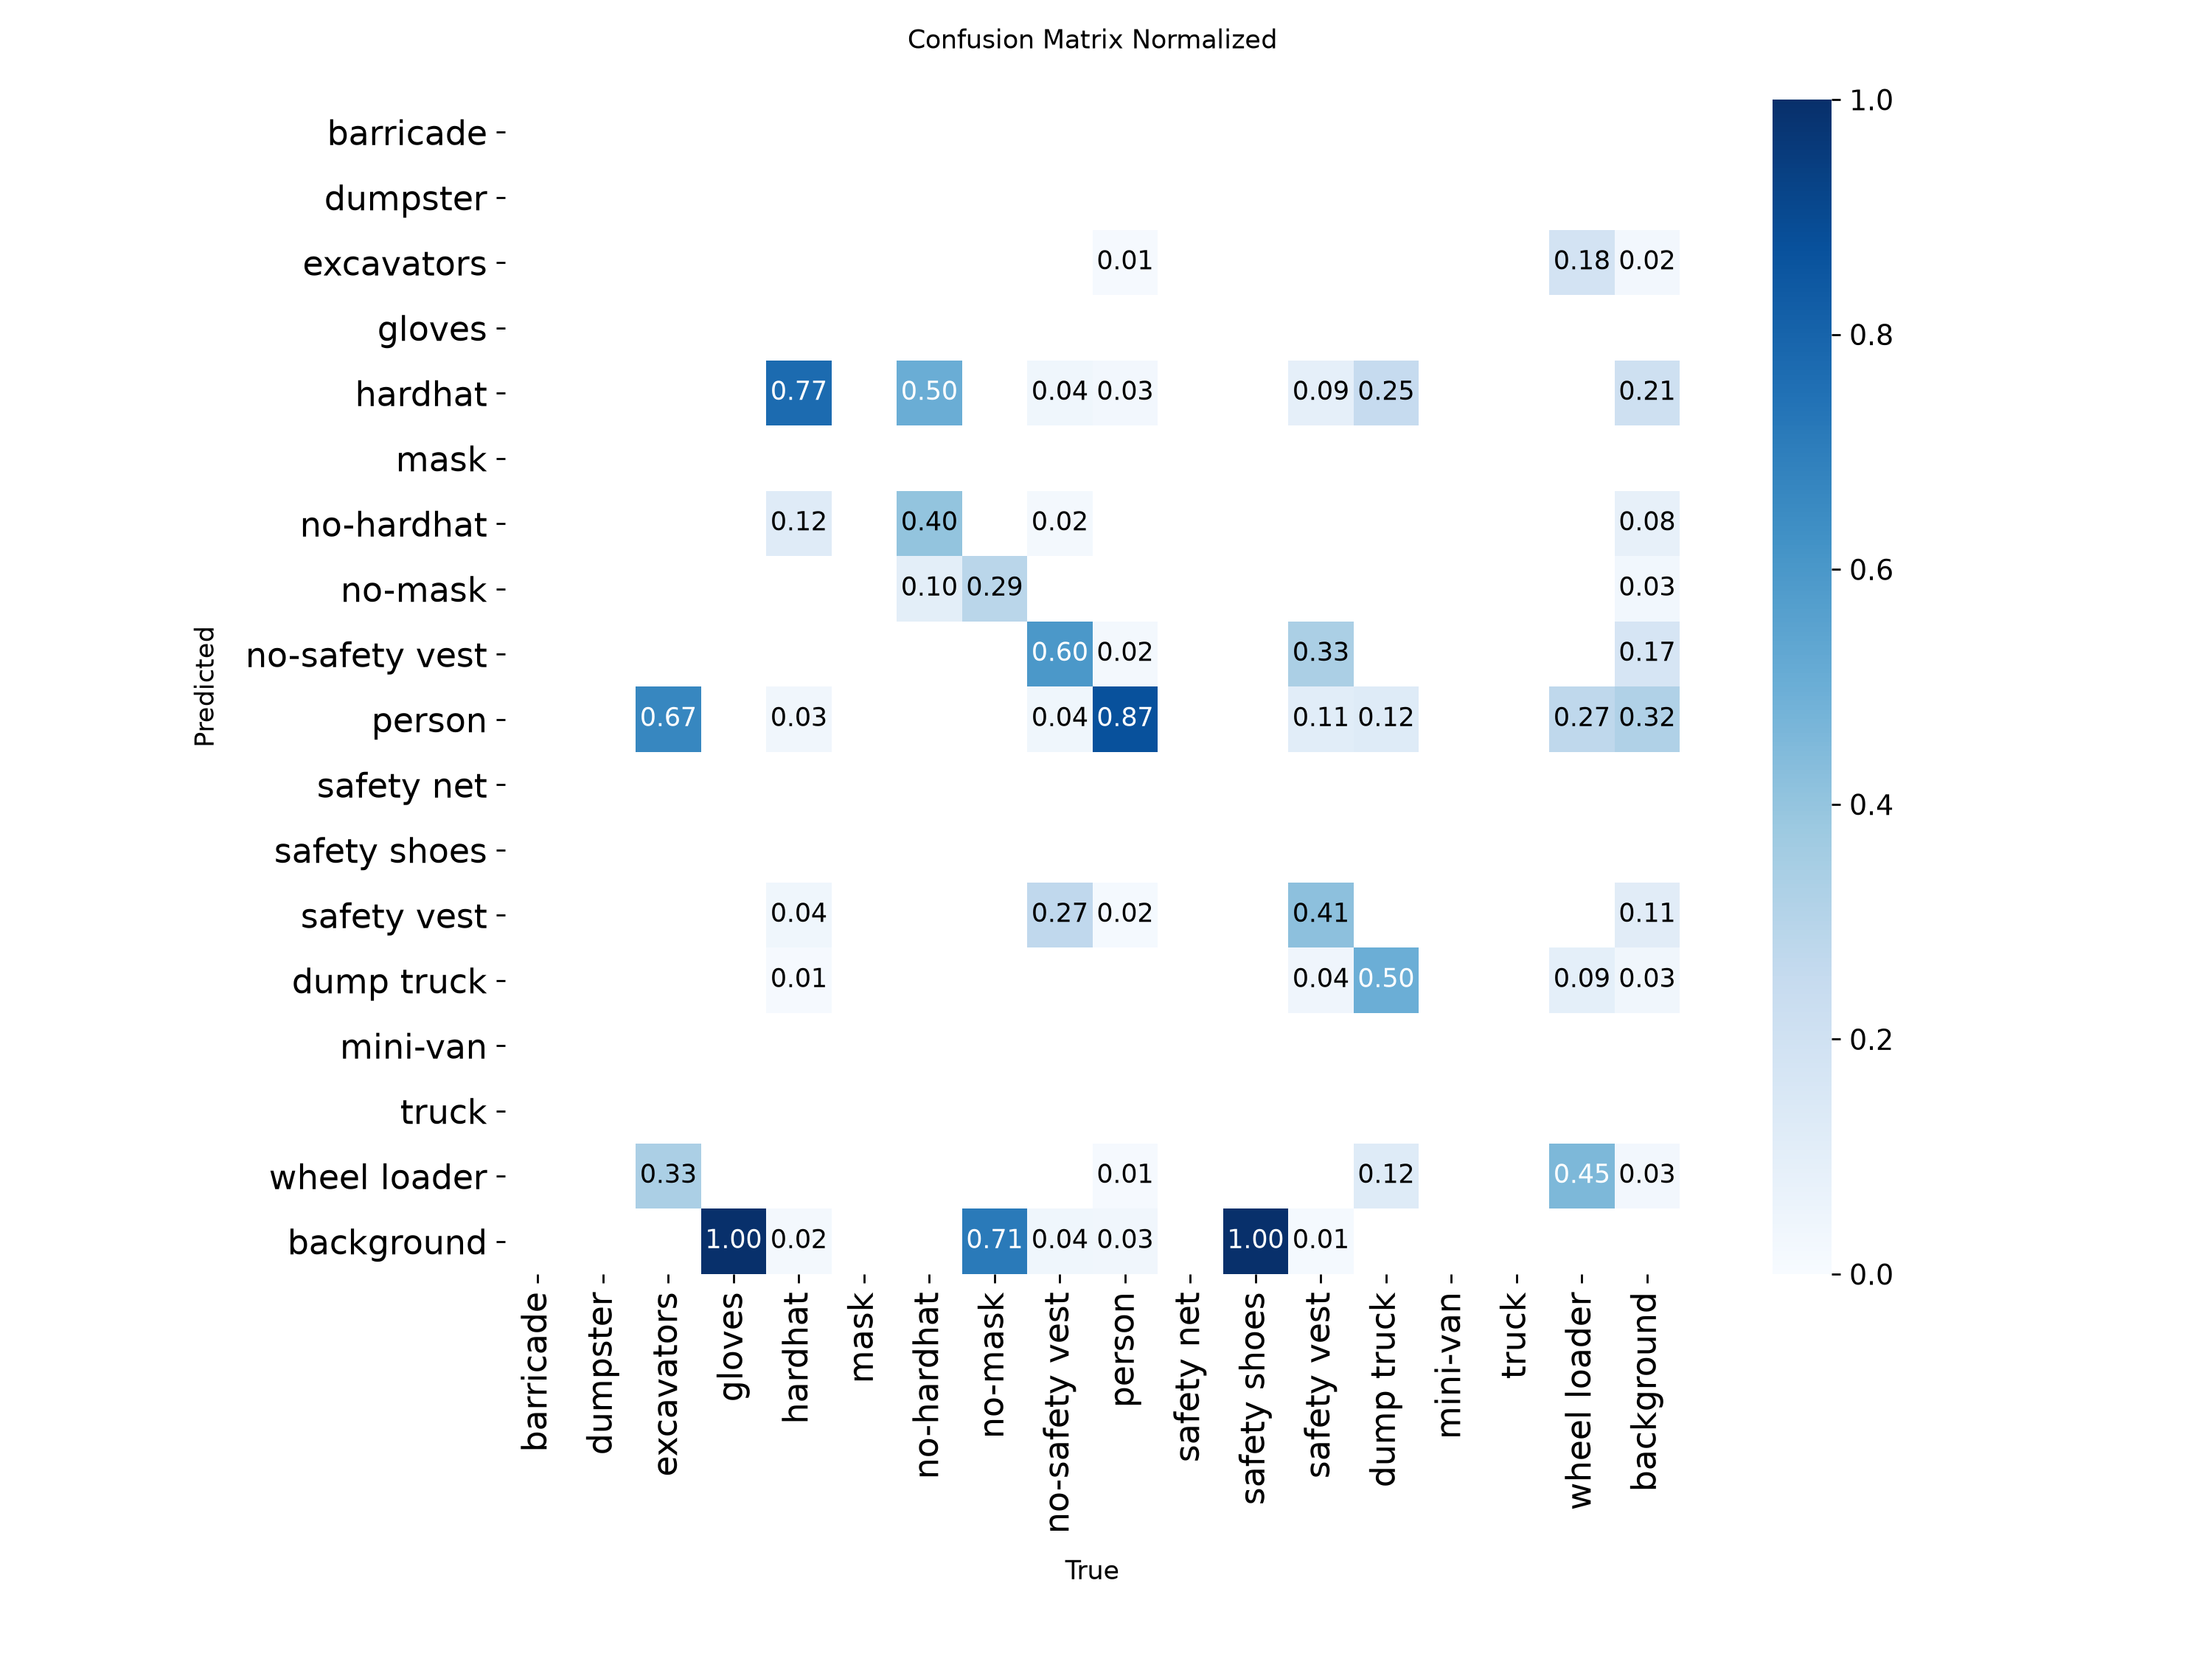 Confusion Matrix Normalized
barricade
dumpster
excavators 0.01 0.18 0.02
gloves
hardhat 0.77 0.50 0.04 0.03 0.09 0.25 0.21
mask
no-hardhat 0.12 0.40 0.02 0.08
no-mask 0.10 0.29 0.03
no-safety vest 0.60 0.02 0.33 0.17
person 0.67 0.03 0.04 0.87 0.11 0.12 0.27 0.32
safety net
safety shoes
safety vest 0.04 0.27 0.02 0.41 0.11
dump truck 0.01 0.04 0.50 0.09 0.03
mini-van
truck
wheel loader 0.33 0.01 0.12 0.45 0.03
background 1.00 0.02 0.71 0.04 0.03 1.00 0.01
Predicted
barricade
dumpster
excavators
gloves
hardhat
mask
no-hardhat
no-mask
no-safety vest
person
safety net
safety shoes
safety vest
dump truck
mini-van
truck
wheel loader
background
True
1.0
0.8
0.6
0.4
0.2
0.0